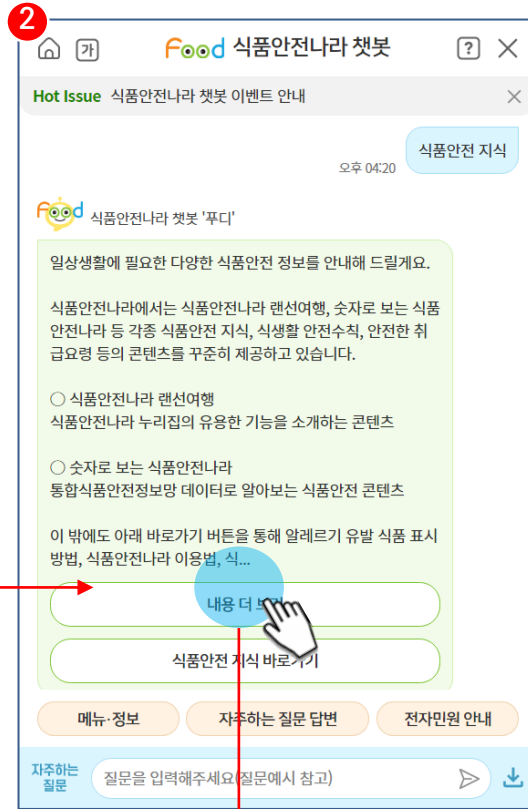 2
가 Food 식품안전나라 챗봇 ?
Hot Issue 식품안전나라 챗봇 이벤트 안내
식품안전 지식
오후 04:20
Food 식품안전나라 챗봇 '푸디'
일상생활에 필요한 다양한 식품안전 정보를 안내해 드릴게요.
식품안전나라에서는 식품안전나라 랜선여행, 숫자로 보는 식품
안전나라 등 각종 식품안전 지식, 식생활 안전수칙, 안전한 취
급요령 등의 콘텐츠를 꾸준히 제공하고 있습니다.
○ 식품안전나라 랜선여행
식품안전나라 누리집의 유용한 기능을 소개하는 콘텐츠
○ 숫자로 보는 식품안전나라
통합식품안전정보망 데이터로 알아보는 식품안전 콘텐츠
이 밖에도 아래 바로가기 버튼을 통해 알레르기 유발 식품 표시
방법, 식품안전나라 이용법, 식...
내용 더 보기
식품안전 지식 바로가기
메뉴·정보 자주하는 질문 답변 전자민원 안내
자주하는
질문
질문을 입력해주세요(질문예시 참고)